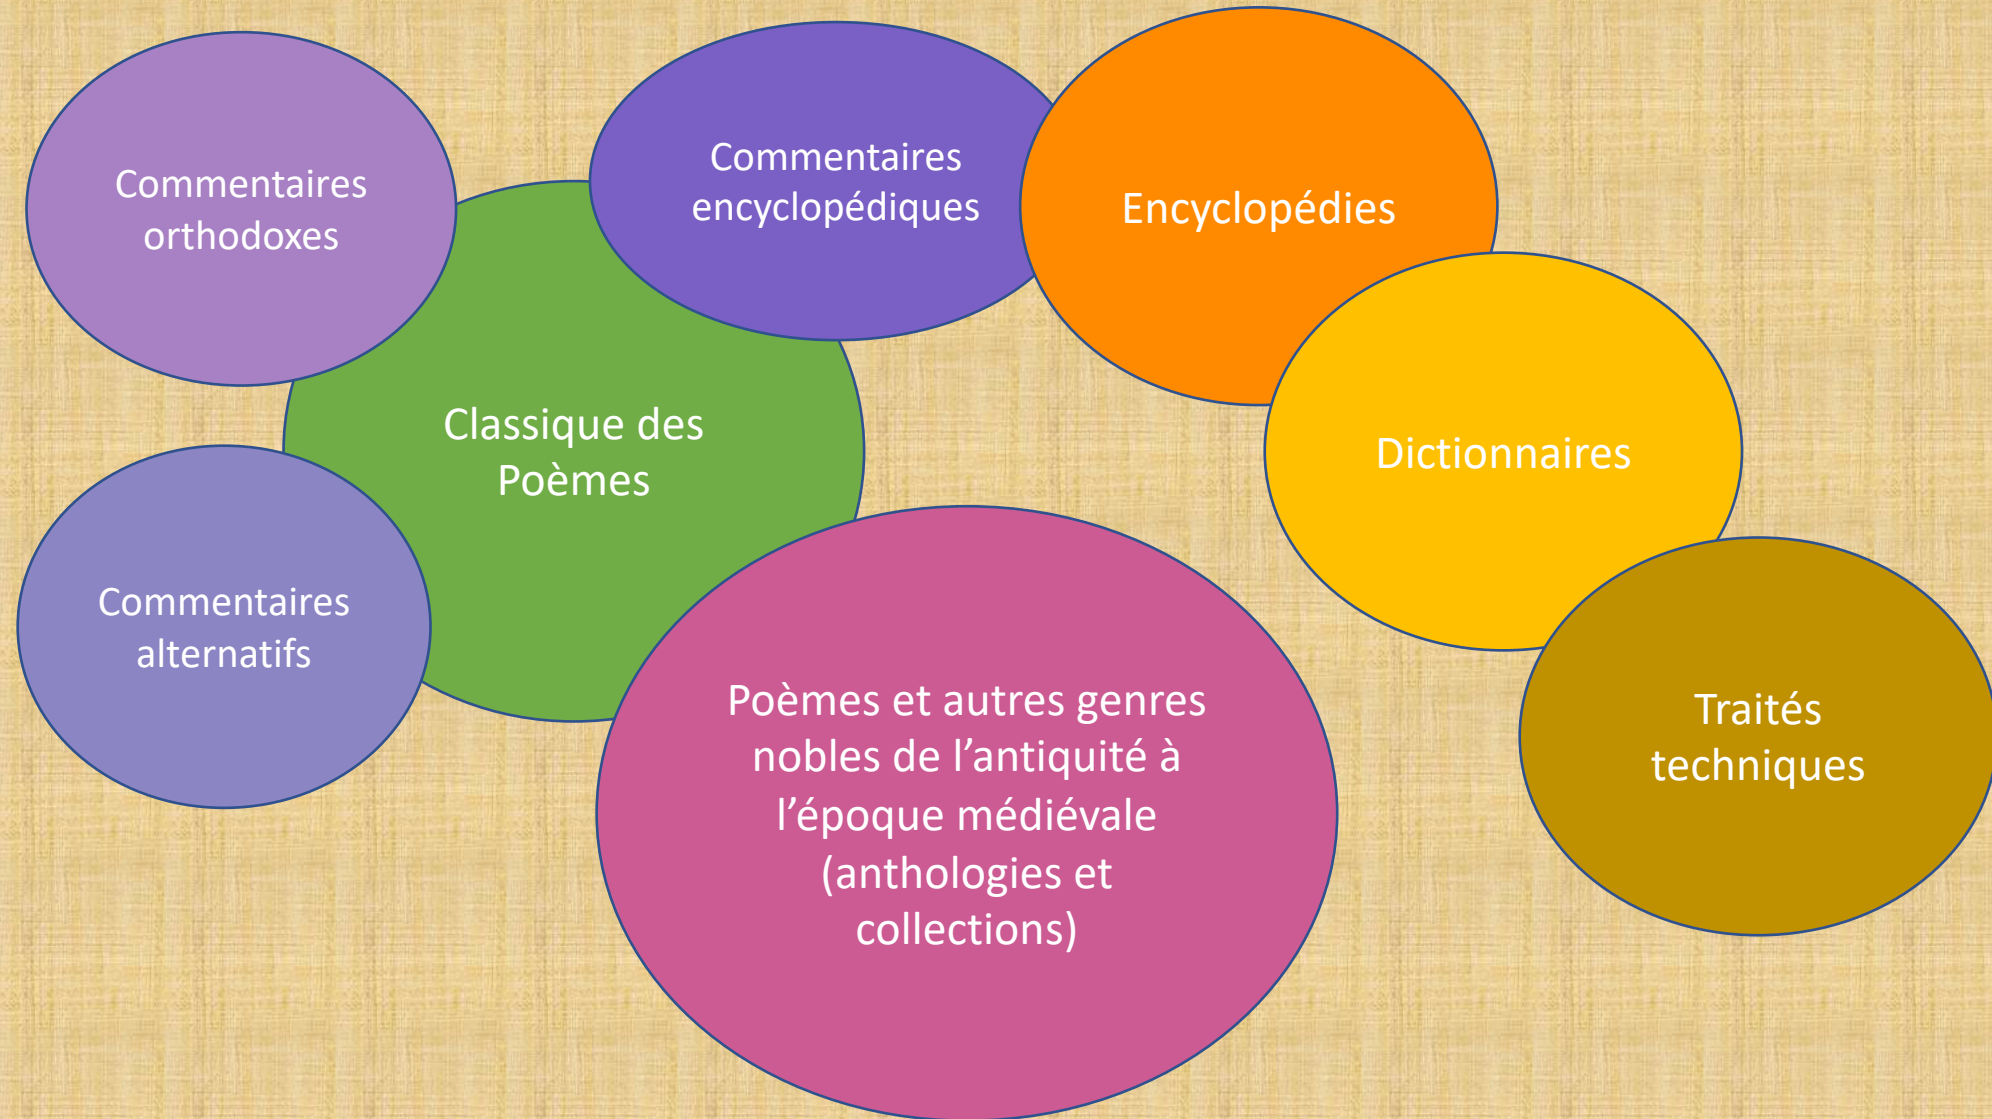 Commentaires
orthodoxes
Commentaires
encyclopédiques
Encyclopédies
Classique des
Poèmes
Dictionnaires
Commentaires
alternatifs
Poèmes et autres genres
nobles de l’antiquité à
l’époque médiévale
(anthologies et
collections)
Traités
techniques